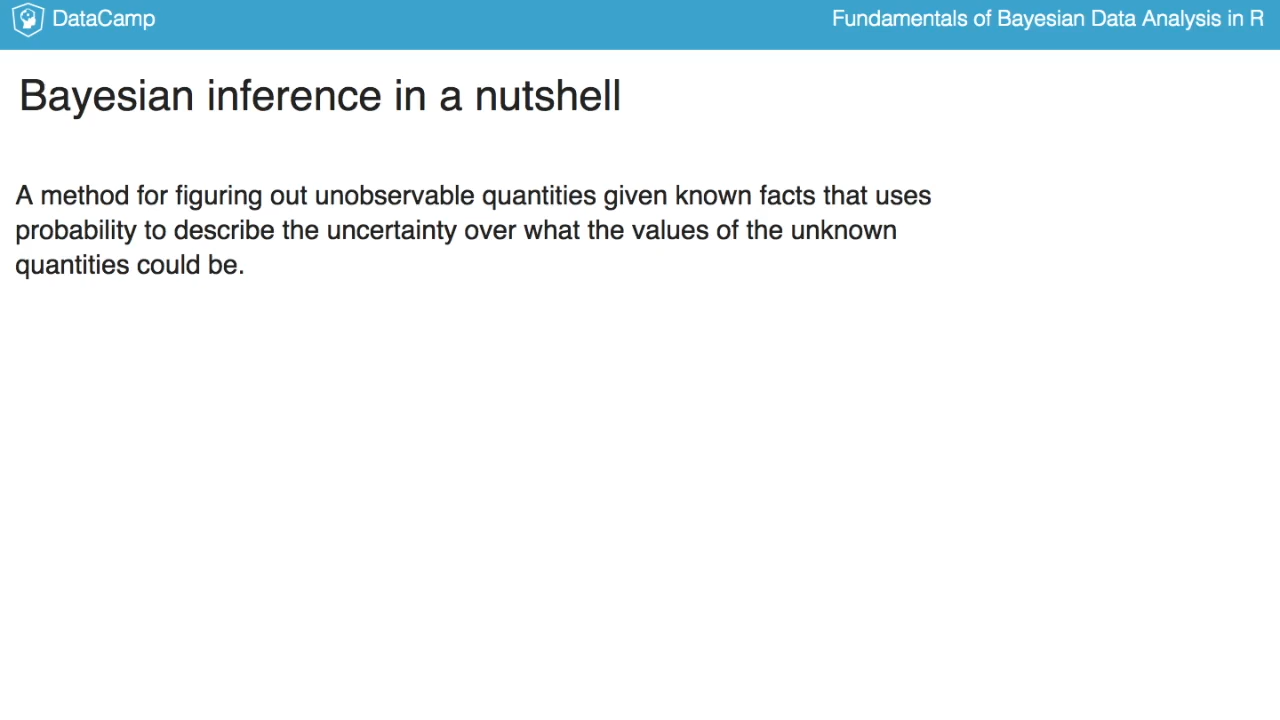 DataCamp
Fundamentals of Bayesian Data Analysis in R
Bayesian inference in a nutshell
A method for figuring out unobservable quantities given known facts that uses
probability to describe the uncertainty over what the values of the unknown
quantities could be.